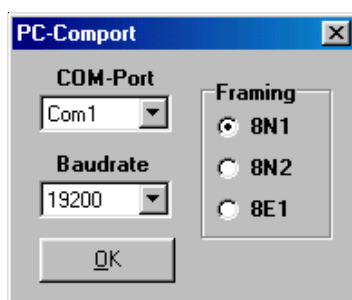 PC-Comport
COM-Port
Com1
Baudrate
19200
OK
Framing
8N1
8N2
8E1